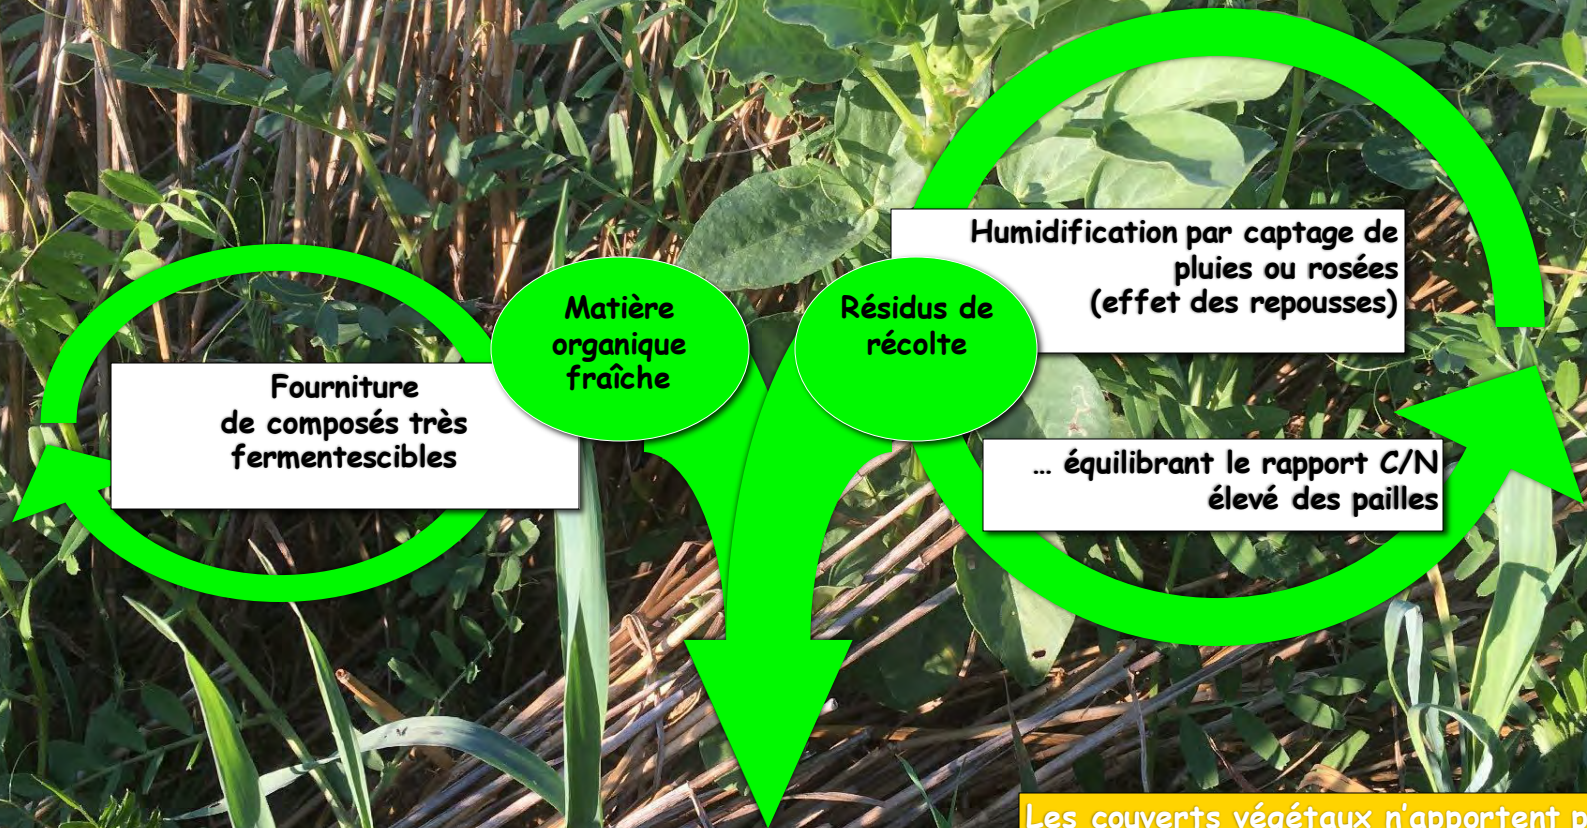 Humidification par captage de
pluies ou rosées
(effet des repousses)
Matière
organique
fraîche
Résidus de
récolte
Fourniture
de composés très
fermentescibles
... équilibrant le rapport C/N
élevé des pailles
Les couverts végétaux n'apportent